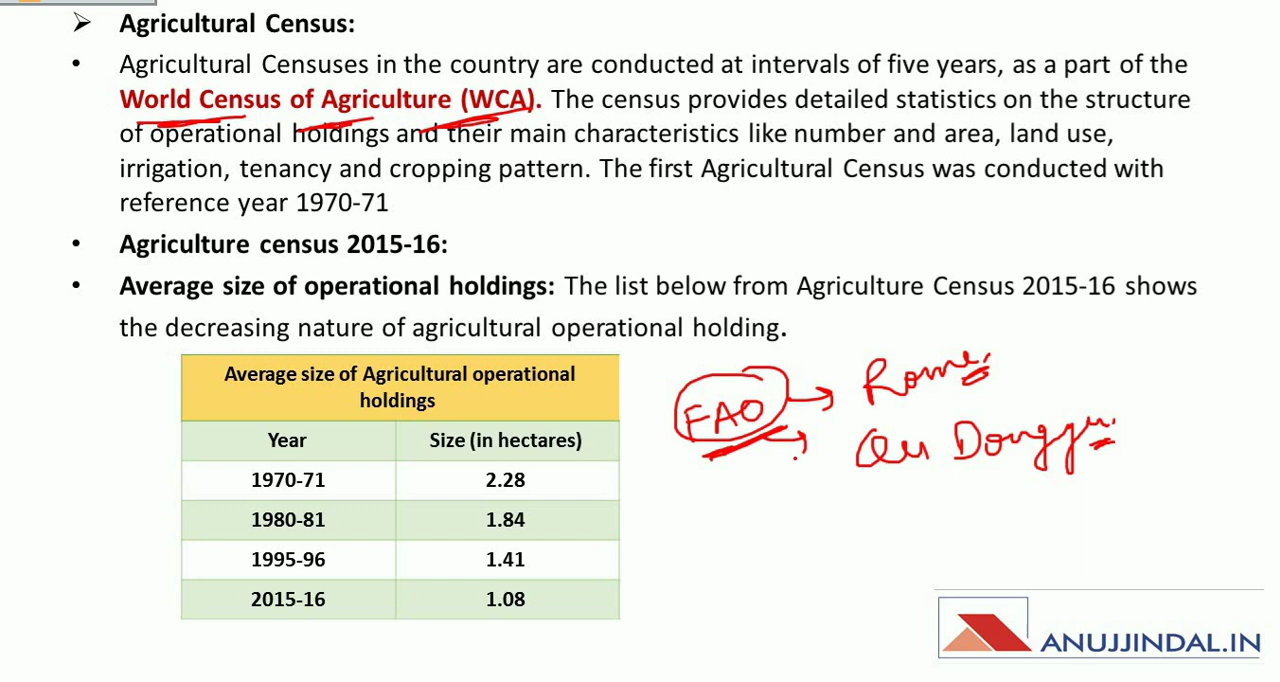 ➢ Agricultural Census:
• Agricultural Censuses in the country are conducted at intervals of five years, as a part of the
World Census of Agriculture (WCA). The census provides detailed statistics on the structure
of operational holdings and their main characteristics like number and area, land use,
irrigation, tenancy and cropping pattern. The first Agricultural Census was conducted with
reference year 1970-71
• Agriculture census 2015-16:
• Average size of operational holdings: The list below from Agriculture Census 2015-16 shows
the decreasing nature of agricultural operational holding.
Average size of Agricultural operational
holdings
Year Size (in hectares)
1970-71 2.28
1980-81 1.84
1995-96 1.41
2015-16 1.08
FAO → Rome
→ Qu Dongyu
ANUJJINDAL.IN